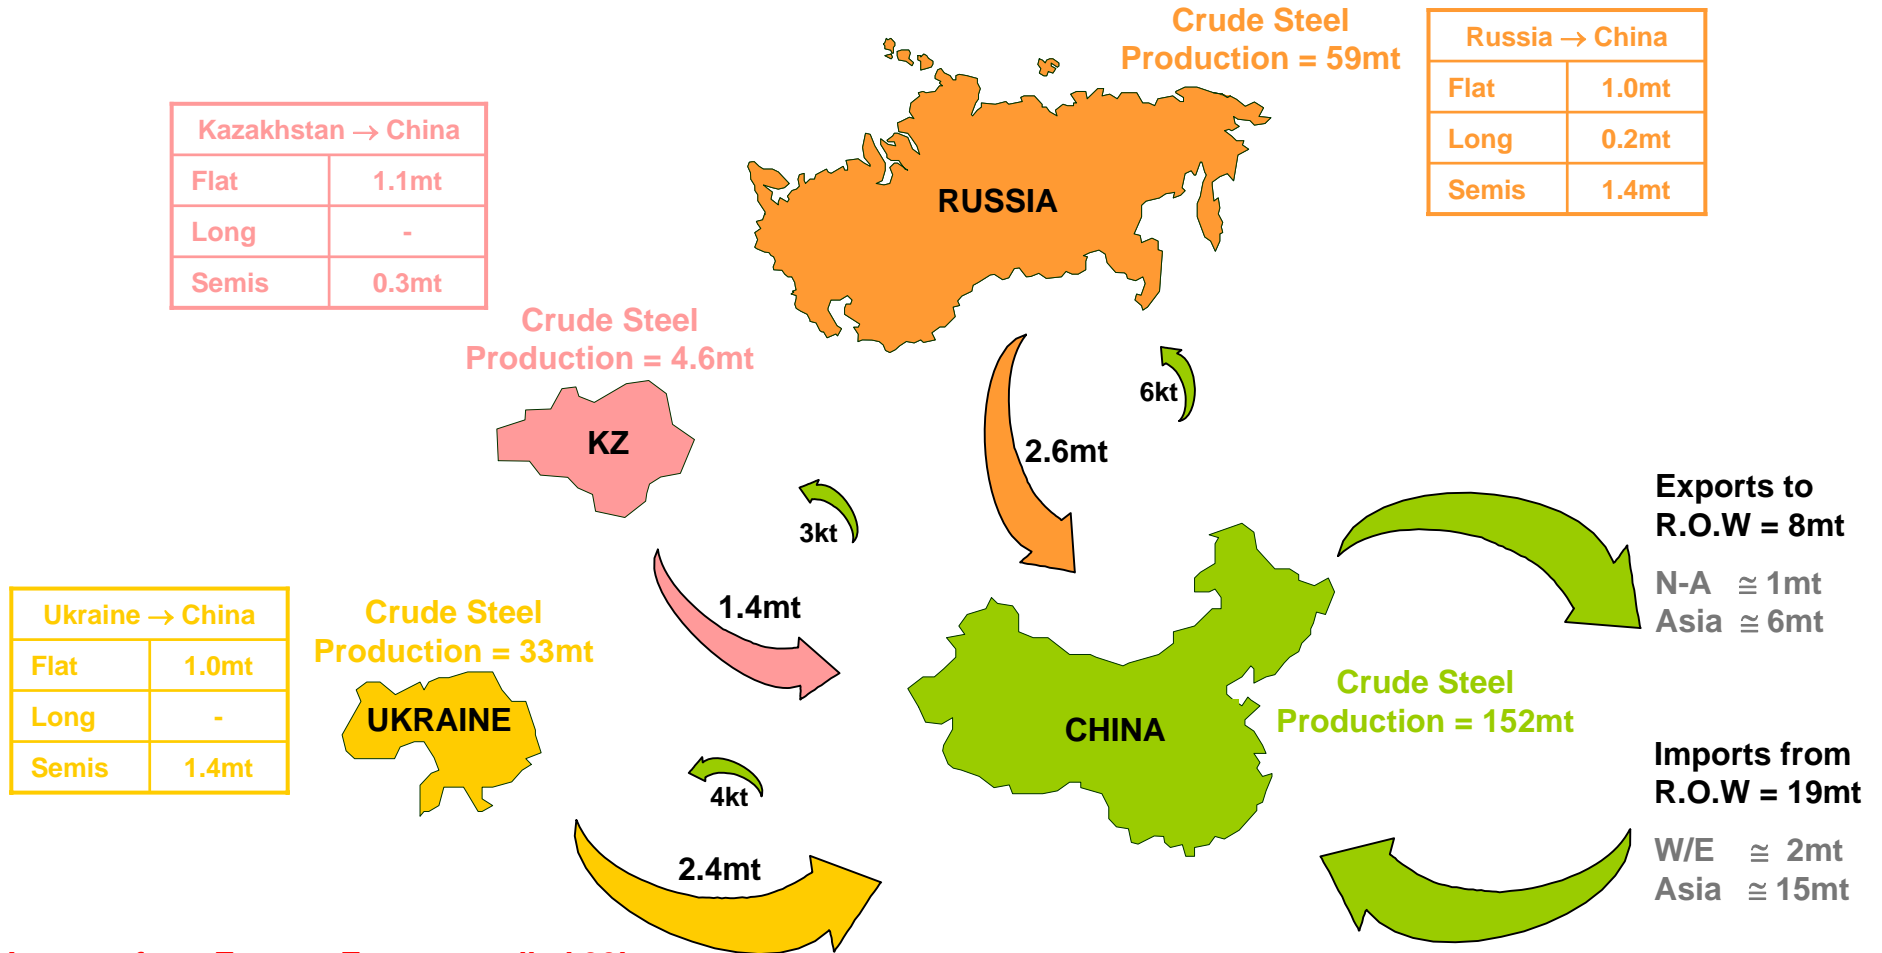 Crude Steel
Production = 59mt
Russia → China
Flat 1.0mt
Long 0.2mt
Semis 1.4mt
Kazakhstan → China
Flat 1.1mt
Long -
Semis 0.3mt
RUSSIA
Crude Steel
Production = 4.6mt
KZ
6kt
2.6mt
3kt
Exports to
R.O.W = 8mt
N-A ≅ 1mt
Asia ≅ 6mt
1.4mt
Ukraine → China
Flat 1.0mt
Long -
Semis 1.4mt
Crude Steel
Production = 33mt
UKRAINE
CHINA
Crude Steel
Production = 152mt
4kt
2.4mt
Imports from
R.O.W = 19mt
W/E ≅ 2mt
Asia ≅ 15mt